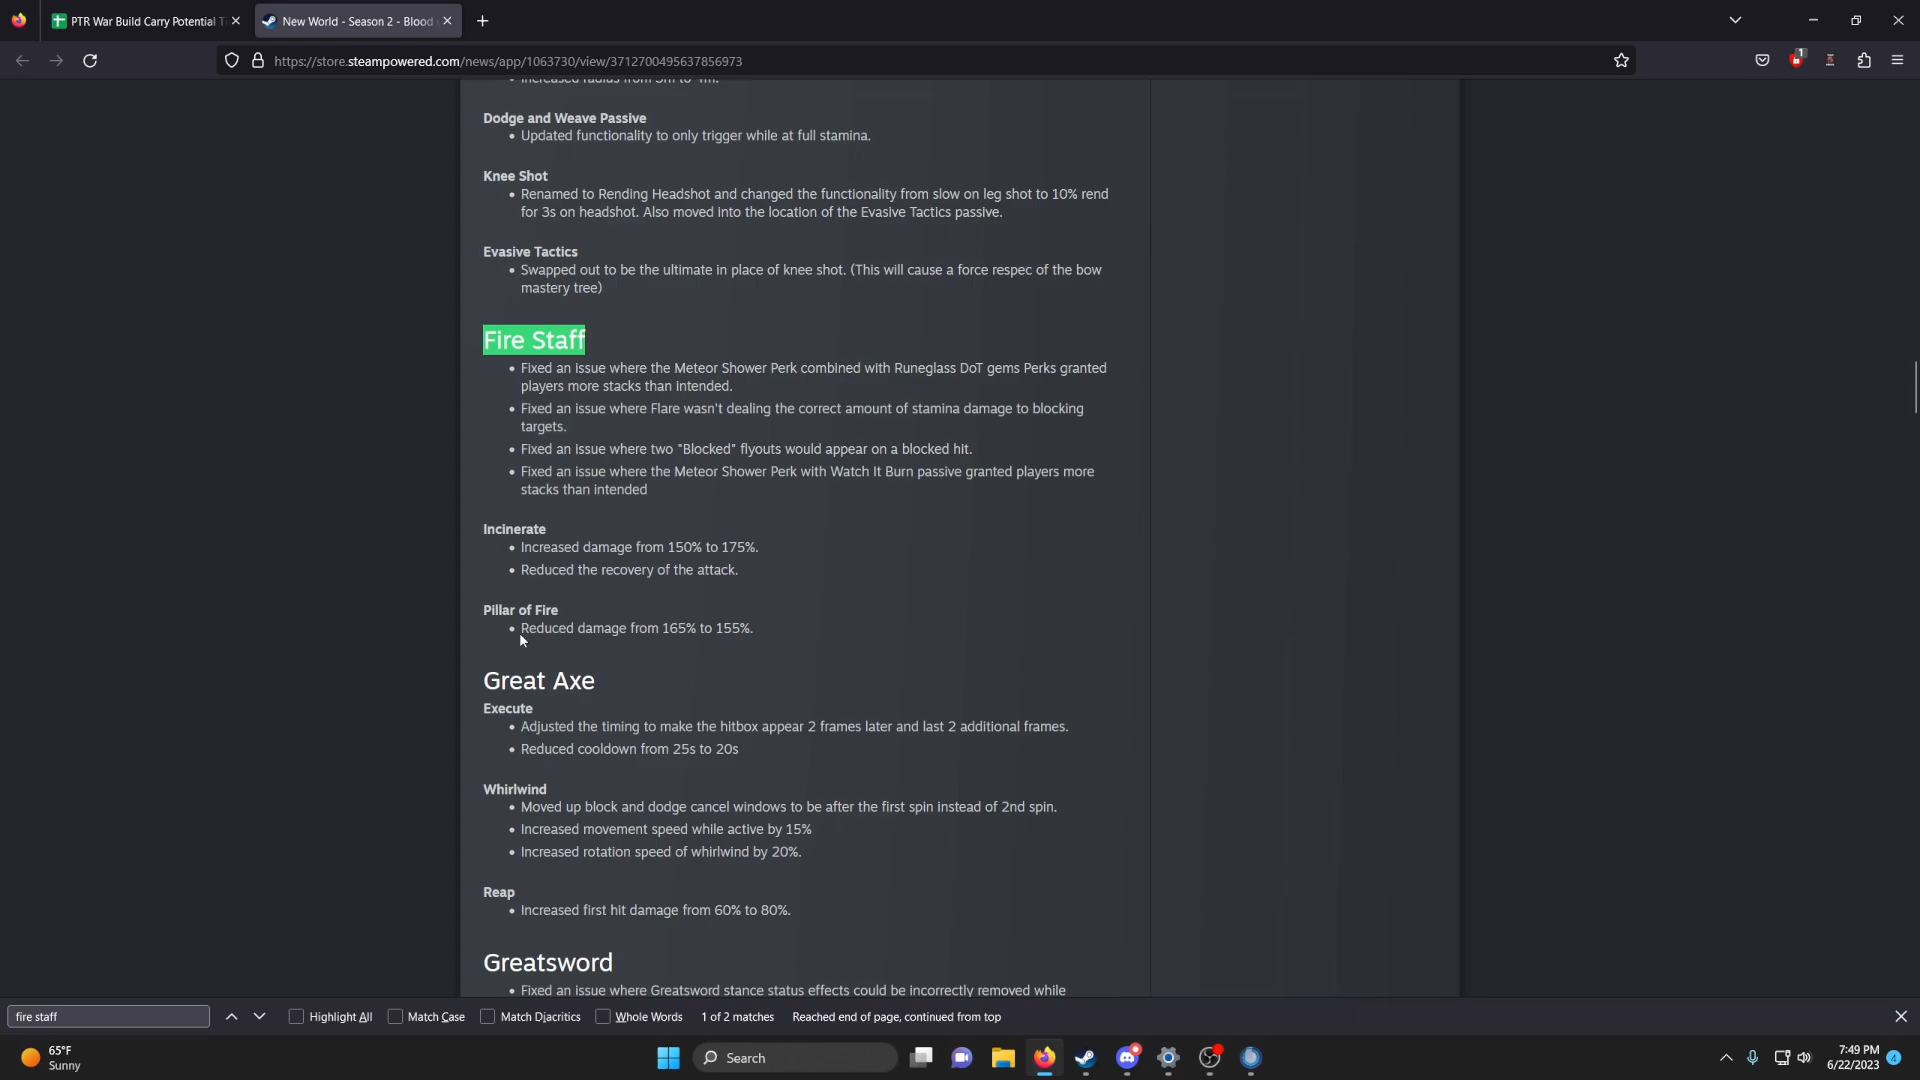 PTR War Build Carry Potential T
New World - Season 2 - Blood
https://store.steampowered.com/news/app/1063730/view/3712700495637856973
1
Increased radius from 3m to 4m.
Dodge and Weave Passive
• Updated functionality to only trigger while at full stamina.
Knee Shot
• Renamed to Rending Headshot and changed the functionality from slow on leg shot to 10% rend
for 3s on headshot. Also moved into the location of the Evasive Tactics passive.
Evasive Tactics
• Swapped out to be the ultimate in place of knee shot. (This will cause a force respec of the bow
mastery tree)
Fire Staff
• Fixed an issue where the Meteor Shower Perk combined with Runeglass DoT gems Perks granted
players more stacks than intended.
• Fixed an issue where Flare wasn't dealing the correct amount of stamina damage to blocking
targets.
• Fixed an issue where two "Blocked" flyouts would appear on a blocked hit.
• Fixed an issue where the Meteor Shower Perk with Watch It Burn passive granted players more
stacks than intended
Incinerate
• Increased damage from 150% to 175%.
• Reduced the recovery of the attack.
Pillar of Fire
• Reduced damage from 165% to 155%.
Great Axe
Execute
• Adjusted the timing to make the hitbox appear 2 frames later and last 2 additional frames.
• Reduced cooldown from 25s to 20s
Whirlwind
• Moved up block and dodge cancel windows to be after the first spin instead of 2nd spin.
• Increased movement speed while active by 15%
• Increased rotation speed of whirlwind by 20%.
Reap
• Increased first hit damage from 60% to 80%.
Greatsword
• Fixed an issue where Greatsword stance status effects could be incorrectly removed while
fire staff
Highlight All
Match Case
Match Diacritics
Whole Words
1 of 2 matches
Reached end of page, continued from top
65°F
Sunny
Search
7:49 PM
6/22/2023
4